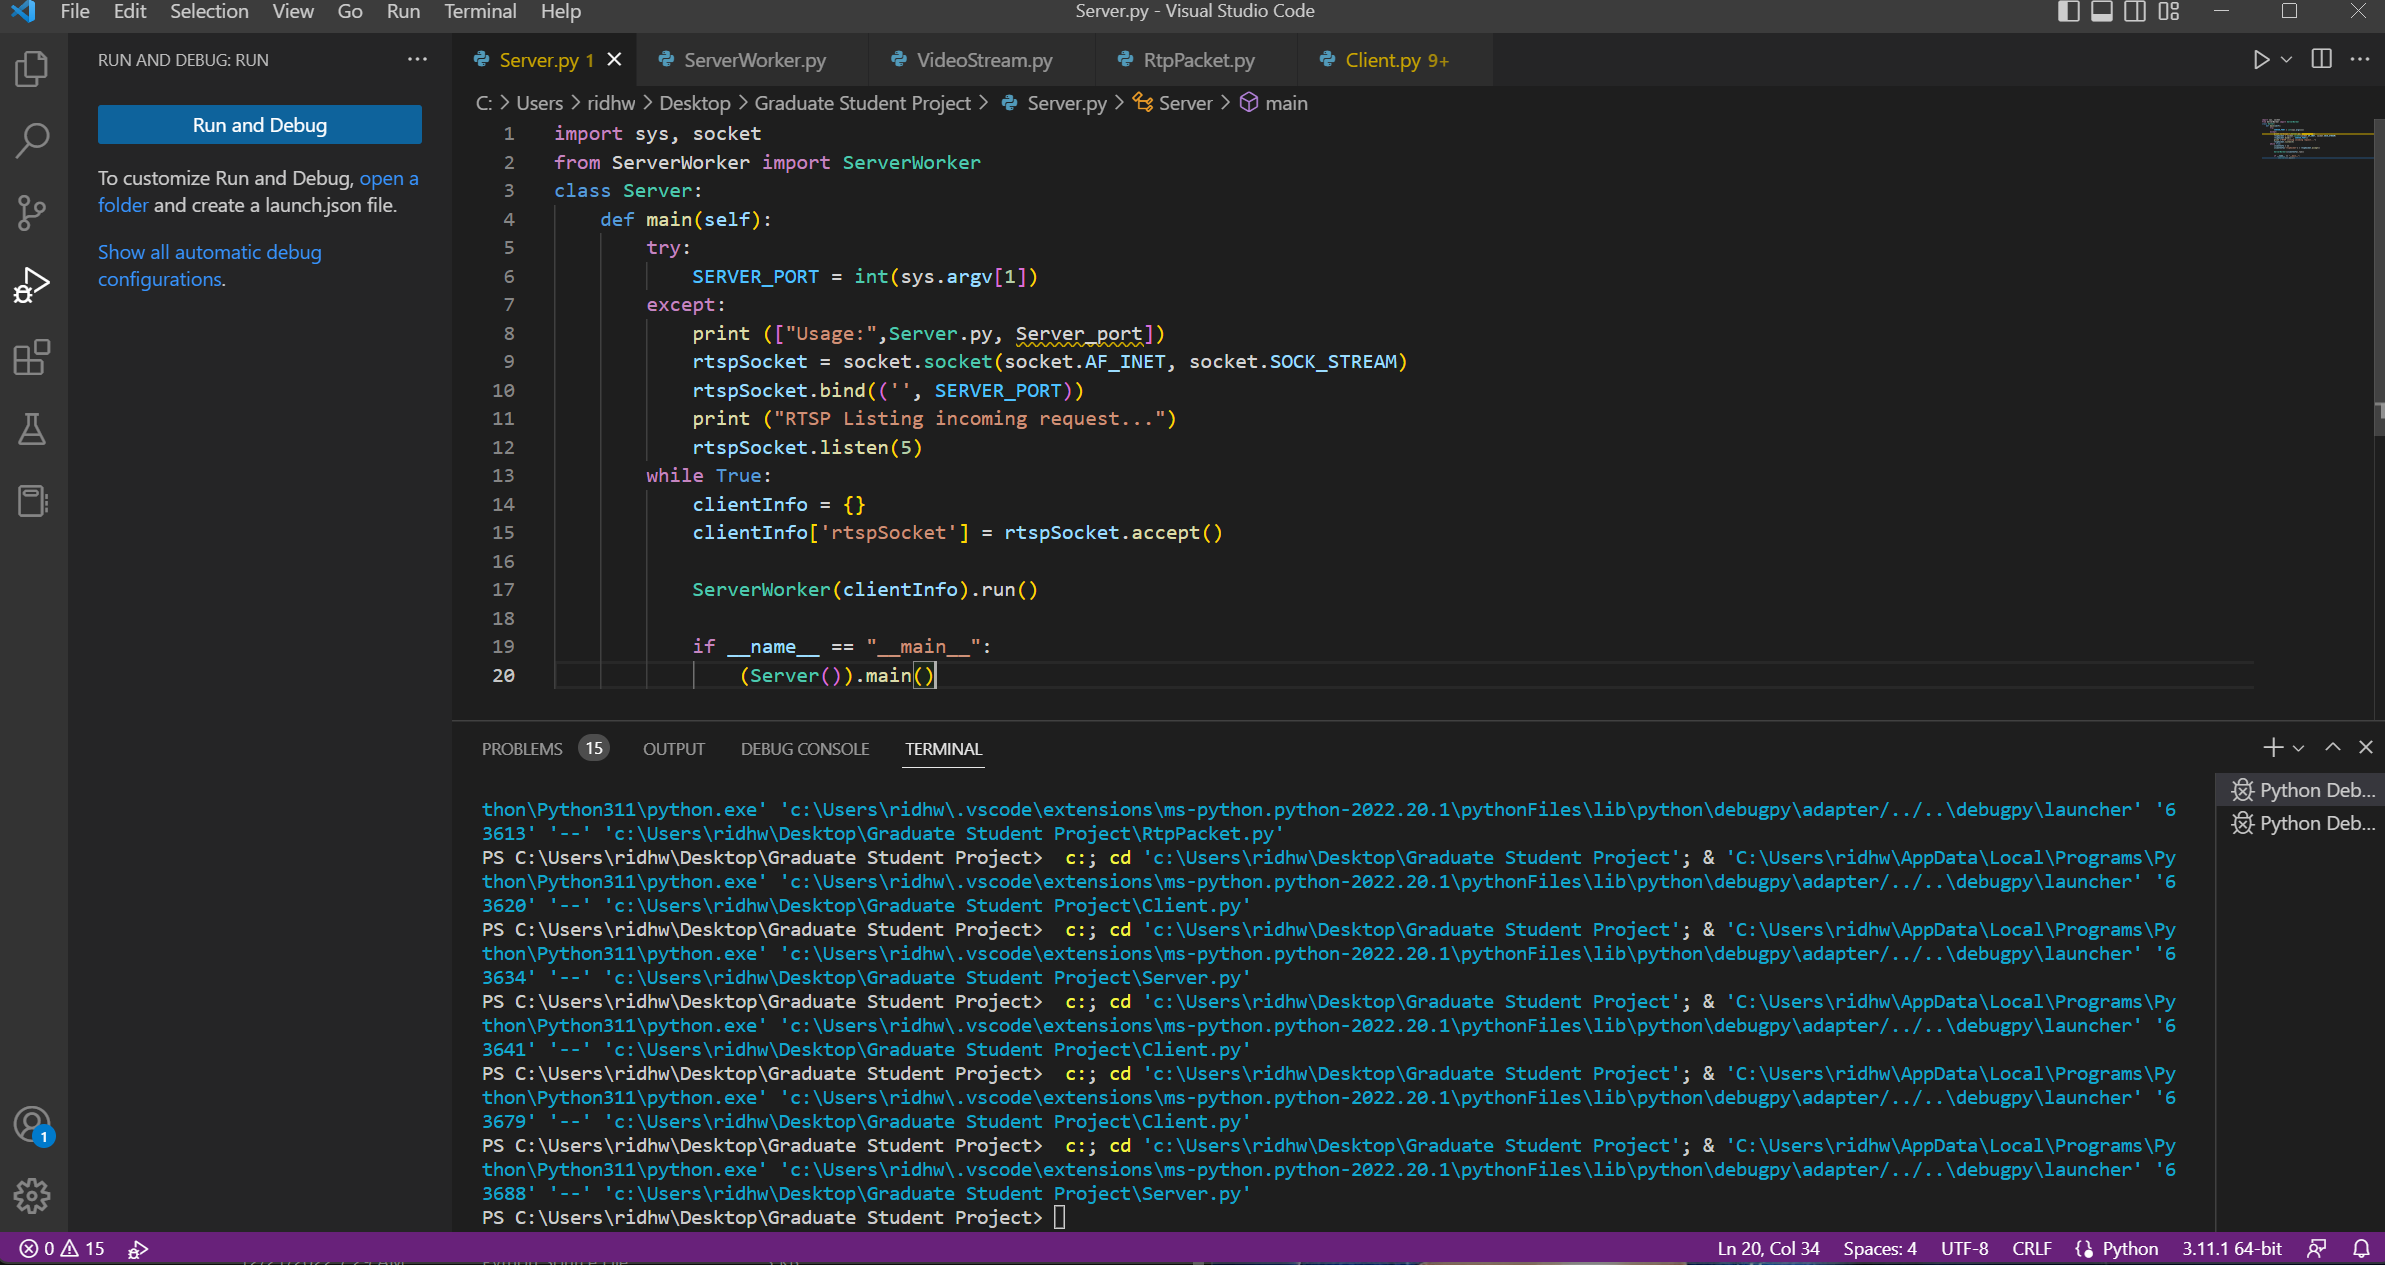 File Edit Selection View Go Run Terminal Help
Server.py - Visual Studio Code
RUN AND DEBUG: RUN
Run and Debug
To customize Run and Debug, open a
folder and create a launch.json file.
Show all automatic debug
configurations.
Server.py 1
ServerWorker.py
VideoStream.py
RtpPacket.py
Client.py 9+
C: > Users > ridhw > Desktop > Graduate Student Project > Server.py > Server > main
1 import sys, socket
2 from ServerWorker import ServerWorker
3 class Server:
4 def main(self):
5 try:
6 SERVER_PORT = int(sys.argv[1])
7 except:
8 print (["Usage:",Server.py, Server_port])
9 rtspSocket = socket.socket(socket.AF_INET, socket.SOCK_STREAM)
10 rtspSocket.bind(('', SERVER_PORT))
11 print ("RTSP Listing incoming request...")
12 rtspSocket.listen(5)
13 while True:
14 clientInfo = {}
15 clientInfo['rtspSocket'] = rtspSocket.accept()
16
17 ServerWorker(clientInfo).run()
18
19 if __name__ == "__main__":
20 (Server()).main()
PROBLEMS 15 OUTPUT DEBUG CONSOLE TERMINAL
thon\Python311\python.exe' 'c:\Users\ridhw\.vscode\extensions\ms-python.python-2022.20.1\pythonFiles\lib\python\debugpy\adapter/../..\debugpy\launcher' '6
3613' '--' 'c:\Users\ridhw\Desktop\Graduate Student Project\RtpPacket.py'
PS C:\Users\ridhw\Desktop\Graduate Student Project> c:; cd 'c:\Users\ridhw\Desktop\Graduate Student Project'; & 'C:\Users\ridhw\AppData\Local\Programs\Py
thon\Python311\python.exe' 'c:\Users\ridhw\.vscode\extensions\ms-python.python-2022.20.1\pythonFiles\lib\python\debugpy\adapter/../..\debugpy\launcher' '6
3620' '--' 'c:\Users\ridhw\Desktop\Graduate Student Project\Client.py'
PS C:\Users\ridhw\Desktop\Graduate Student Project> c:; cd 'c:\Users\ridhw\Desktop\Graduate Student Project'; & 'C:\Users\ridhw\AppData\Local\Programs\Py
thon\Python311\python.exe' 'c:\Users\ridhw\.vscode\extensions\ms-python.python-2022.20.1\pythonFiles\lib\python\debugpy\adapter/../..\debugpy\launcher' '6
3634' '--' 'c:\Users\ridhw\Desktop\Graduate Student Project\Server.py'
PS C:\Users\ridhw\Desktop\Graduate Student Project> c:; cd 'c:\Users\ridhw\Desktop\Graduate Student Project'; & 'C:\Users\ridhw\AppData\Local\Programs\Py
thon\Python311\python.exe' 'c:\Users\ridhw\.vscode\extensions\ms-python.python-2022.20.1\pythonFiles\lib\python\debugpy\adapter/../..\debugpy\launcher' '6
3641' '--' 'c:\Users\ridhw\Desktop\Graduate Student Project\Client.py'
PS C:\Users\ridhw\Desktop\Graduate Student Project> c:; cd 'c:\Users\ridhw\Desktop\Graduate Student Project'; & 'C:\Users\ridhw\AppData\Local\Programs\Py
thon\Python311\python.exe' 'c:\Users\ridhw\.vscode\extensions\ms-python.python-2022.20.1\pythonFiles\lib\python\debugpy\adapter/../..\debugpy\launcher' '6
3679' '--' 'c:\Users\ridhw\Desktop\Graduate Student Project\Client.py'
PS C:\Users\ridhw\Desktop\Graduate Student Project> c:; cd 'c:\Users\ridhw\Desktop\Graduate Student Project'; & 'C:\Users\ridhw\AppData\Local\Programs\Py
thon\Python311\python.exe' 'c:\Users\ridhw\.vscode\extensions\ms-python.python-2022.20.1\pythonFiles\lib\python\debugpy\adapter/../..\debugpy\launcher' '6
3688' '--' 'c:\Users\ridhw\Desktop\Graduate Student Project\Server.py'
PS C:\Users\ridhw\Desktop\Graduate Student Project>
Python Deb...
Python Deb...
1
0 15
Ln 20, Col 34 Spaces: 4 UTF-8 CRLF Python 3.11.1 64-bit